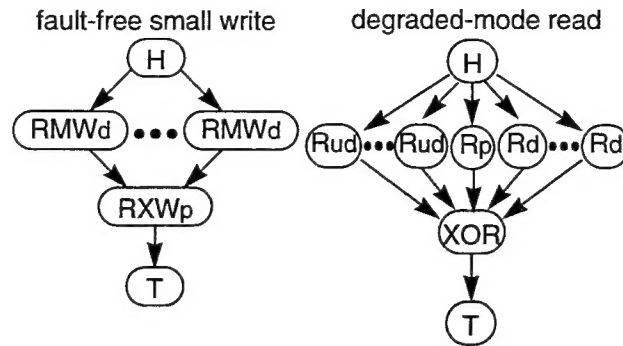 fault-free small write
H
RMWd ••• RMWd
RXWp
T
degraded-mode read
H
Rud ••• Rud Rp Rd ••• Rd
XOR
T